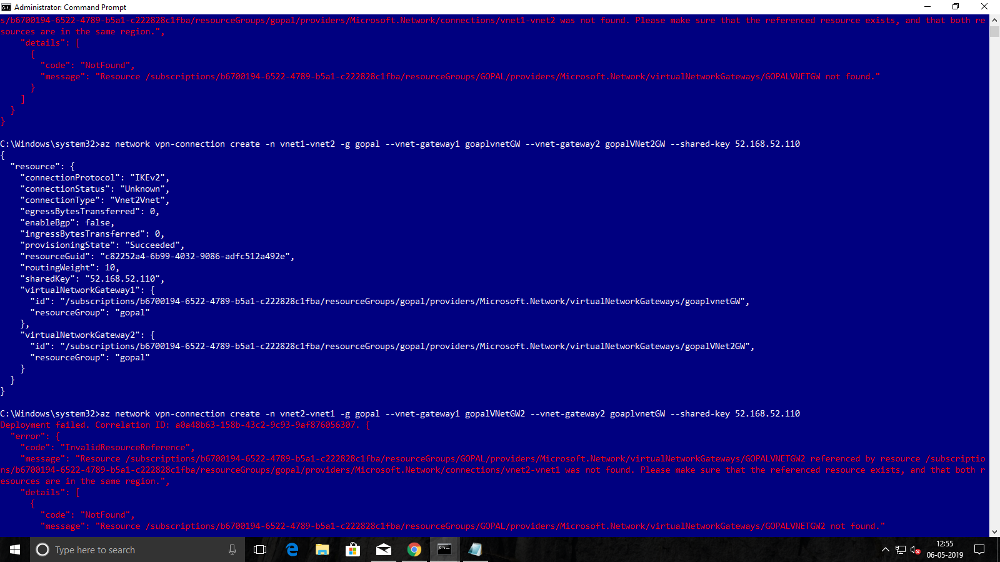 Administrator: Command Prompt
s/b6700194-6522-4789-b5a1-c222828c1fba/resourceGroups/gopal/providers/Microsoft.Network/connections/vnet1-vnet2 was not found. Please make sure that the referenced resource exists, and that both re
sources are in the same region.",
"details": [
{
"code": "NotFound",
"message": "Resource /subscriptions/b6700194-6522-4789-b5a1-c222828c1fba/resourceGroups/GOPAL/providers/Microsoft.Network/virtualNetworkGateways/GOPALVNETGW not found."
}
]
}
}
C:\Windows\system32>az network vpn-connection create -n vnet1-vnet2 -g gopal --vnet-gateway1 goaplvnetGW --vnet-gateway2 gopalVNet2GW --shared-key 52.168.52.110
{
"resource": {
"connectionProtocol": "IKEv2",
"connectionStatus": "Unknown",
"connectionType": "Vnet2Vnet",
"egressBytesTransferred": 0,
"enableBgp": false,
"ingressBytesTransferred": 0,
"provisioningState": "Succeeded",
"resourceGuid": "c82252a4-6b99-4032-9086-adfc512a492e",
"routingWeight": 10,
"sharedKey": "52.168.52.110",
"virtualNetworkGateway1": {
"id": "/subscriptions/b6700194-6522-4789-b5a1-c222828c1fba/resourceGroups/gopal/providers/Microsoft.Network/virtualNetworkGateways/goaplvnetGW",
"resourceGroup": "gopal"
},
"virtualNetworkGateway2": {
"id": "/subscriptions/b6700194-6522-4789-b5a1-c222828c1fba/resourceGroups/gopal/providers/Microsoft.Network/virtualNetworkGateways/gopalVNet2GW",
"resourceGroup": "gopal"
}
}
}
C:\Windows\system32>az network vpn-connection create -n vnet2-vnet1 -g gopal --vnet-gateway1 gopalVNetGW2 --vnet-gateway2 goaplvnetGW --shared-key 52.168.52.110
Deployment failed. Correlation ID: a0a48b63-158b-43c2-9c93-9af876056307. {
"error": {
"code": "InvalidResourceReference",
"message": "Resource /subscriptions/b6700194-6522-4789-b5a1-c222828c1fba/resourceGroups/GOPAL/providers/Microsoft.Network/virtualNetworkGateways/GOPALVNETGW2 referenced by resource /subscriptio
ns/b6700194-6522-4789-b5a1-c222828c1fba/resourceGroups/gopal/providers/Microsoft.Network/connections/vnet2-vnet1 was not found. Please make sure that the referenced resource exists, and that both r
esources are in the same region.",
"details": [
{
"code": "NotFound",
"message": "Resource /subscriptions/b6700194-6522-4789-b5a1-c222828c1fba/resourceGroups/GOPAL/providers/Microsoft.Network/virtualNetworkGateways/GOPALVNETGW2 not found."
Type here to search
12:55
06-05-2019